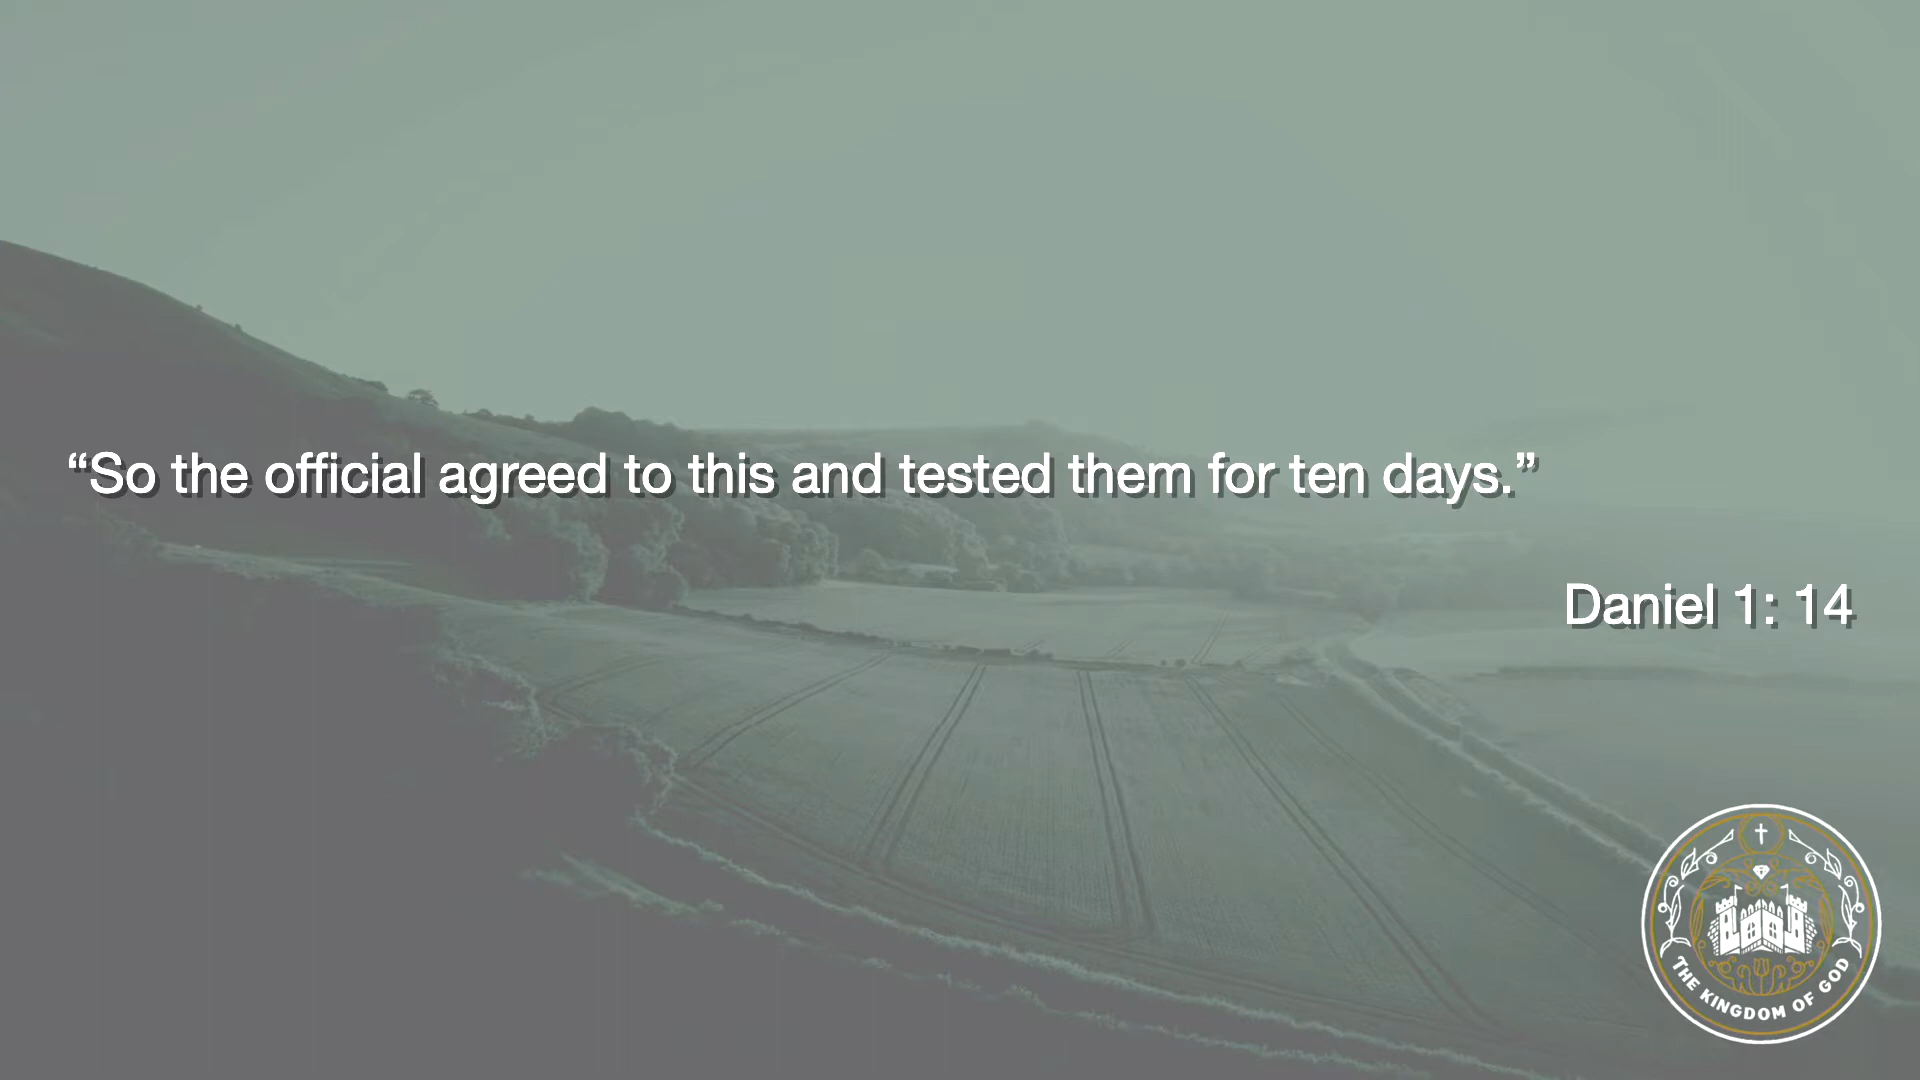 “So the official agreed to this and tested them for ten days.”
Daniel 1: 14
THE KINGDOM OF GOD